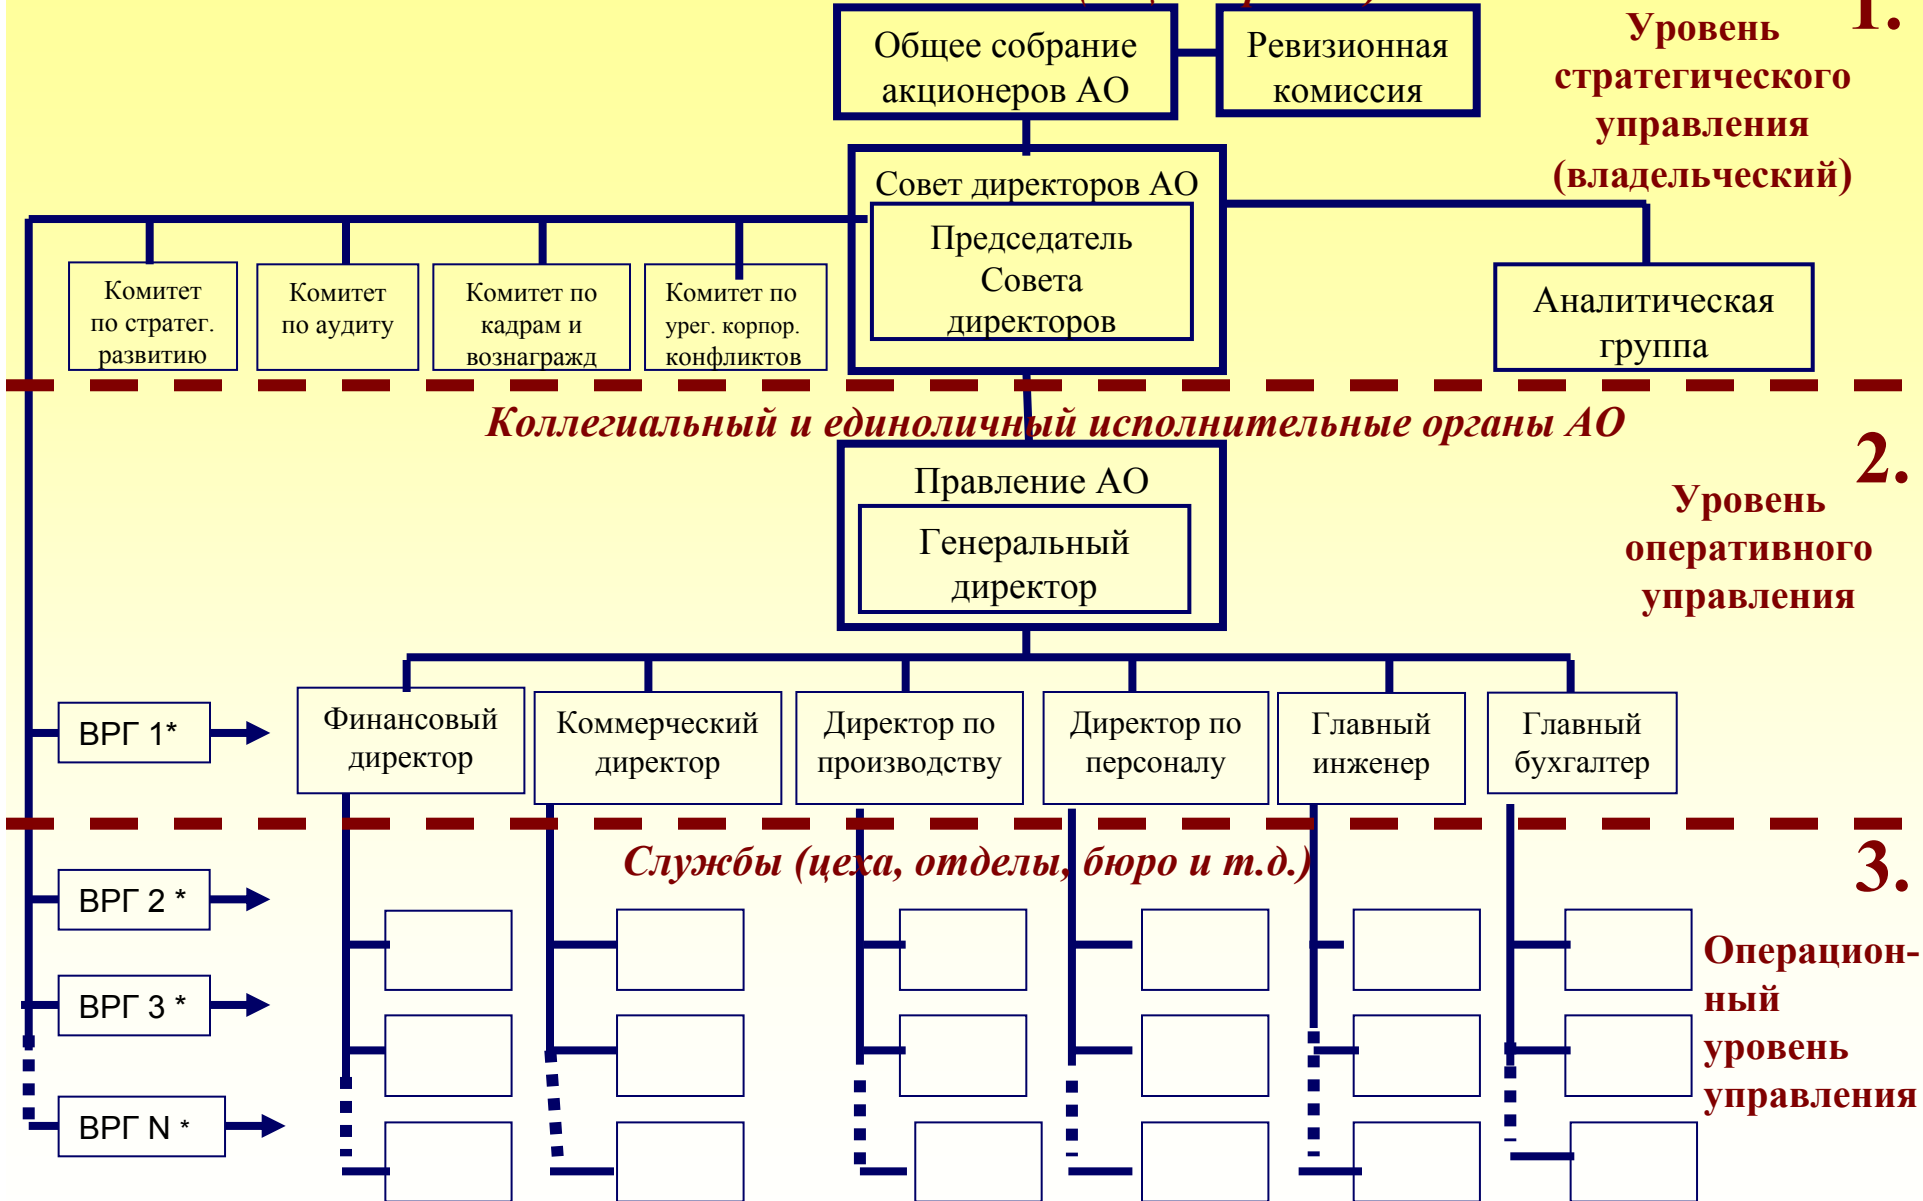 1.
Уровень
стратегического
управления
(владельческий)
Общее собрание
акционеров АО
Ревизионная
комиссия
Совет директоров АО
Председатель
Совета
директоров
Комитет
по стратег.
развитию
Комитет
по аудиту
Комитет по
кадрам и
вознагражд
Комитет по
урег. корпор.
конфликтов
Аналитическая
группа
Коллегиальный и единоличный исполнительные органы АО
2.
Уровень
оперативного
управления
Правление АО
Генеральный
директор
ВРГ 1*
Финансовый
директор
Коммерческий
директор
Директор по
производству
Директор по
персоналу
Главный
инженер
Главный
бухгалтер
Службы (цеха, отделы, бюро и т.д.)
3.
Операцион-
ный
уровень
управления
ВРГ 2 *
ВРГ 3 *
ВРГ N *